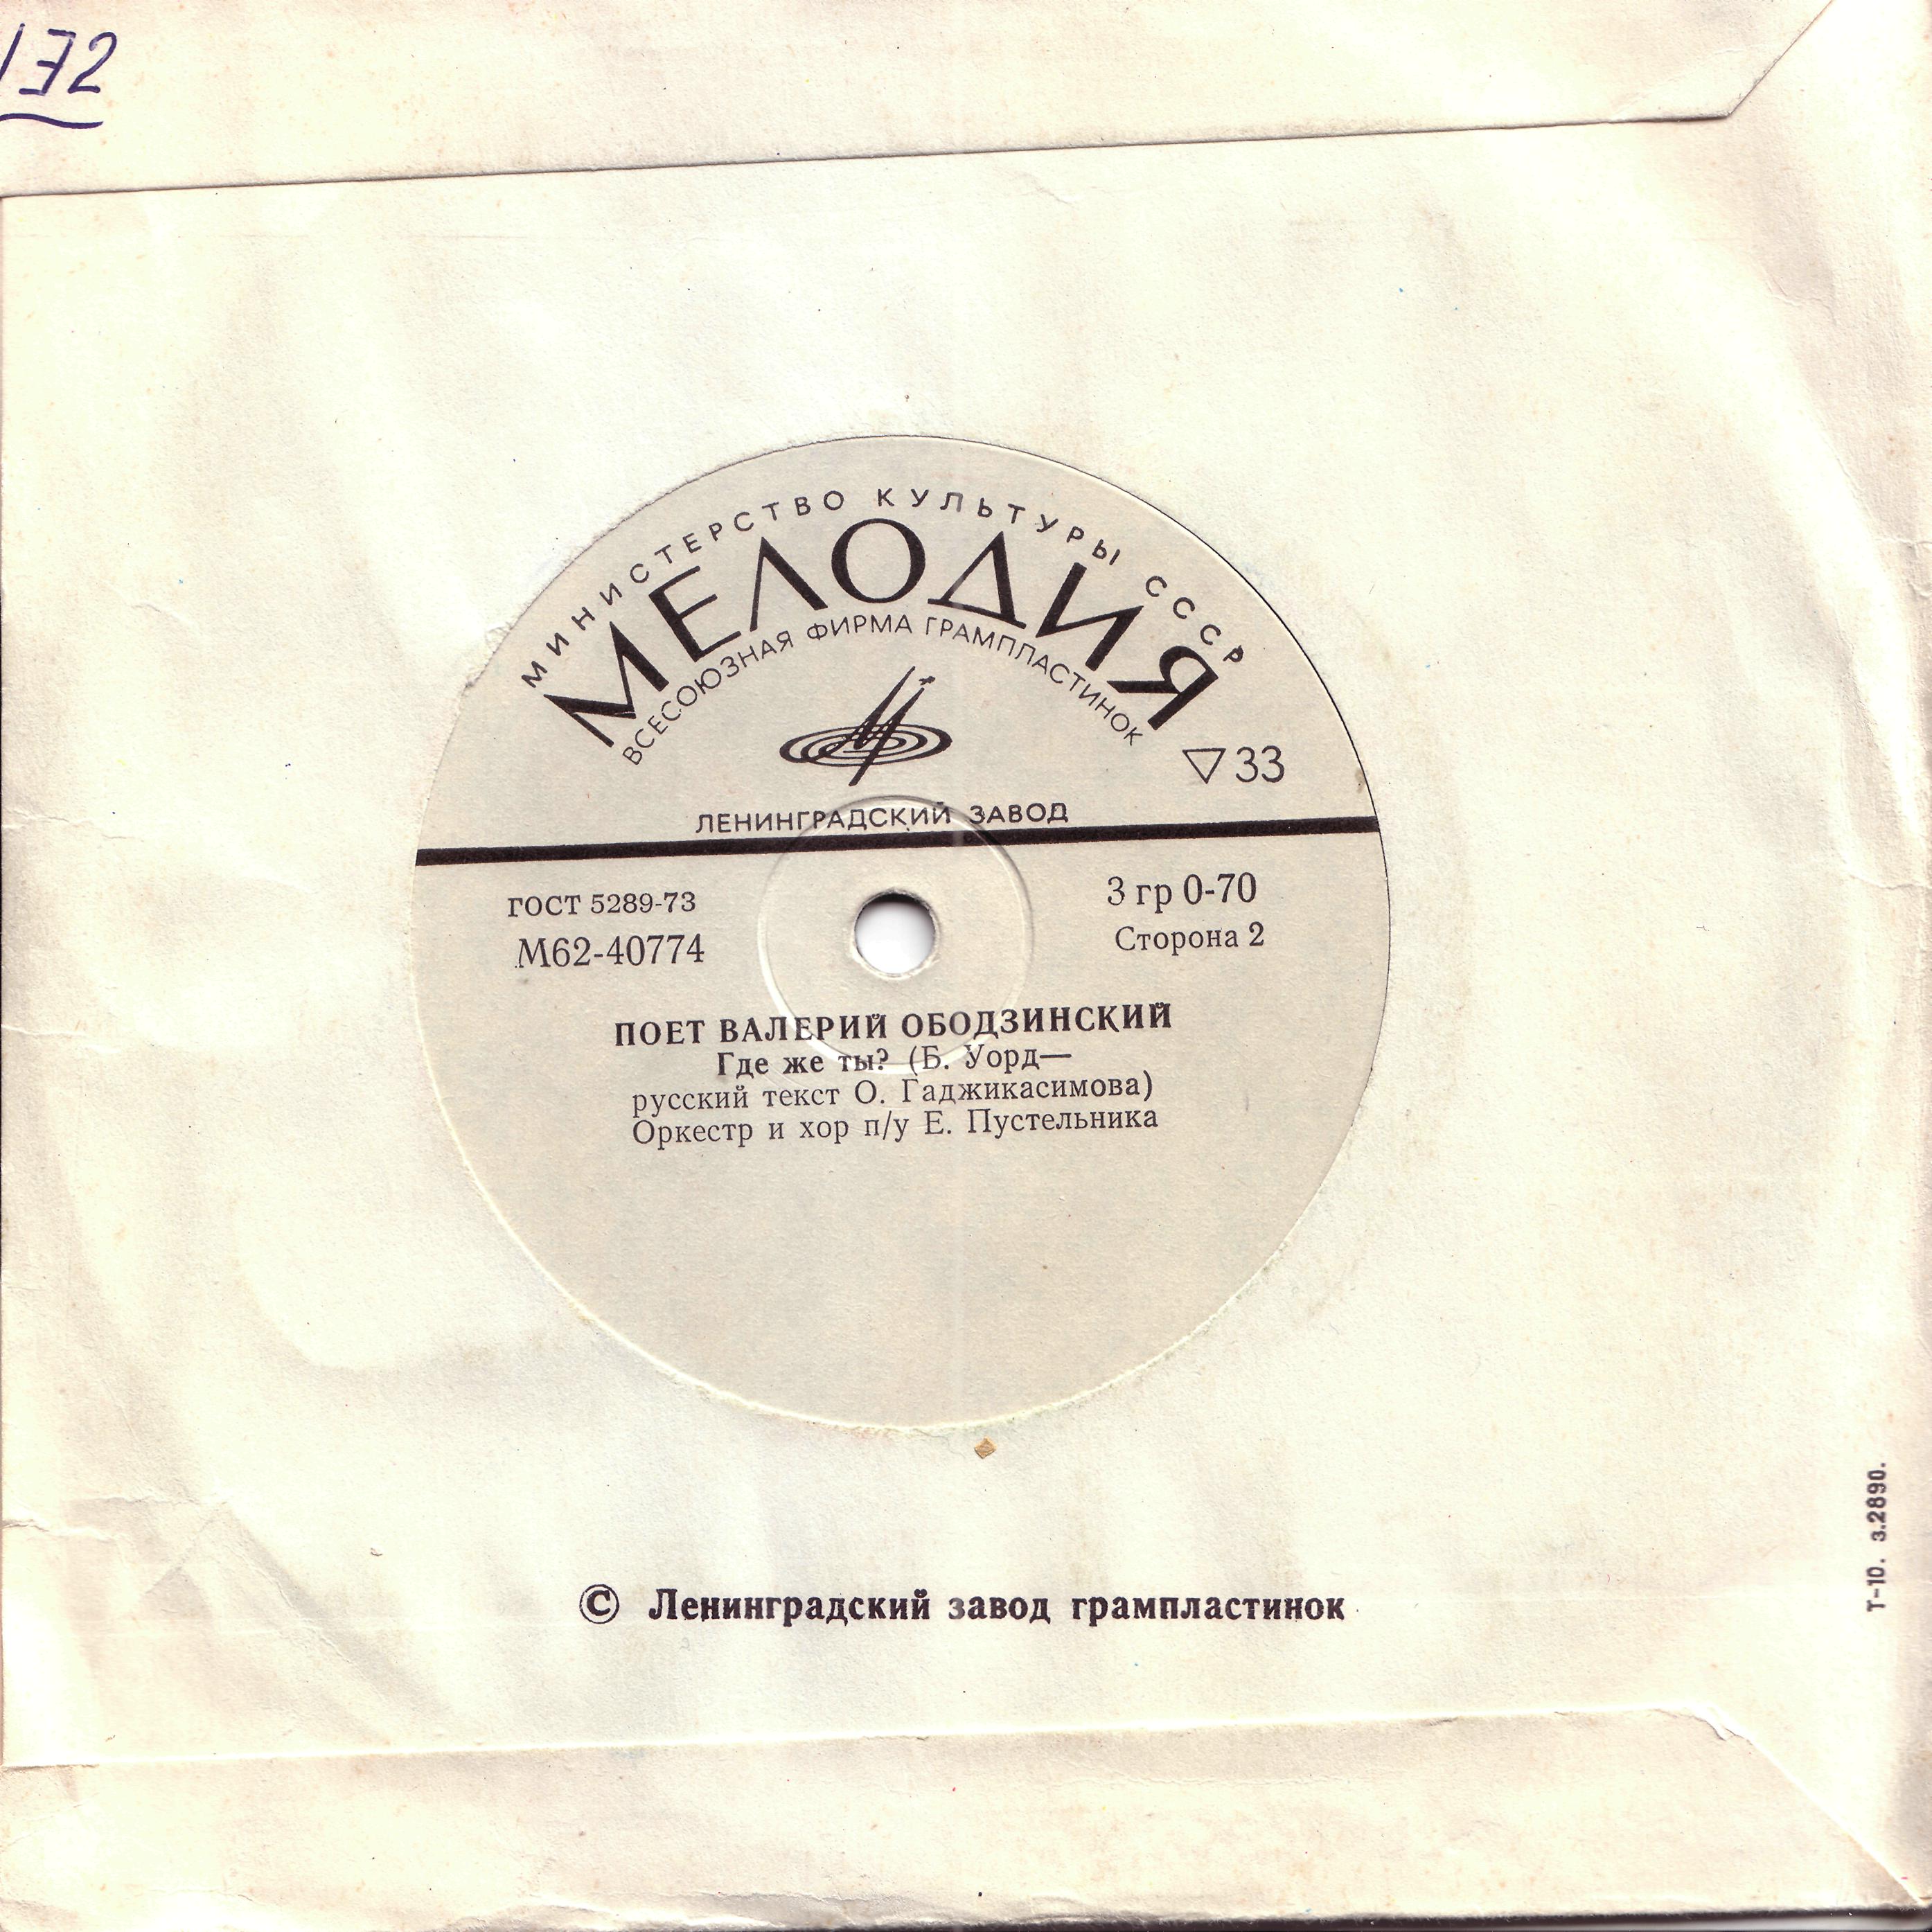 132
МИНИСТЕРСТВО КУЛЬТУРЫ СССР
МЕЛОДИЯ
ВСЕСОЮЗНАЯ ФИРМА ГРАМПЛАСТИНОК
▽33
ЛЕНИНГРАДСКИЙ ЗАВОД
ГОСТ 5289-73
М62-40774
3 гр 0-70
Сторона 2
ПОЕТ ВАЛЕРИЙ ОБОДЗИНСКИЙ
Где же ты? (Б. Уорд—
русский текст О. Гаджикасимова)
Оркестр и хор п/у Е. Пустельника
© Ленинградский завод грампластинок
Т-10. з.2890.